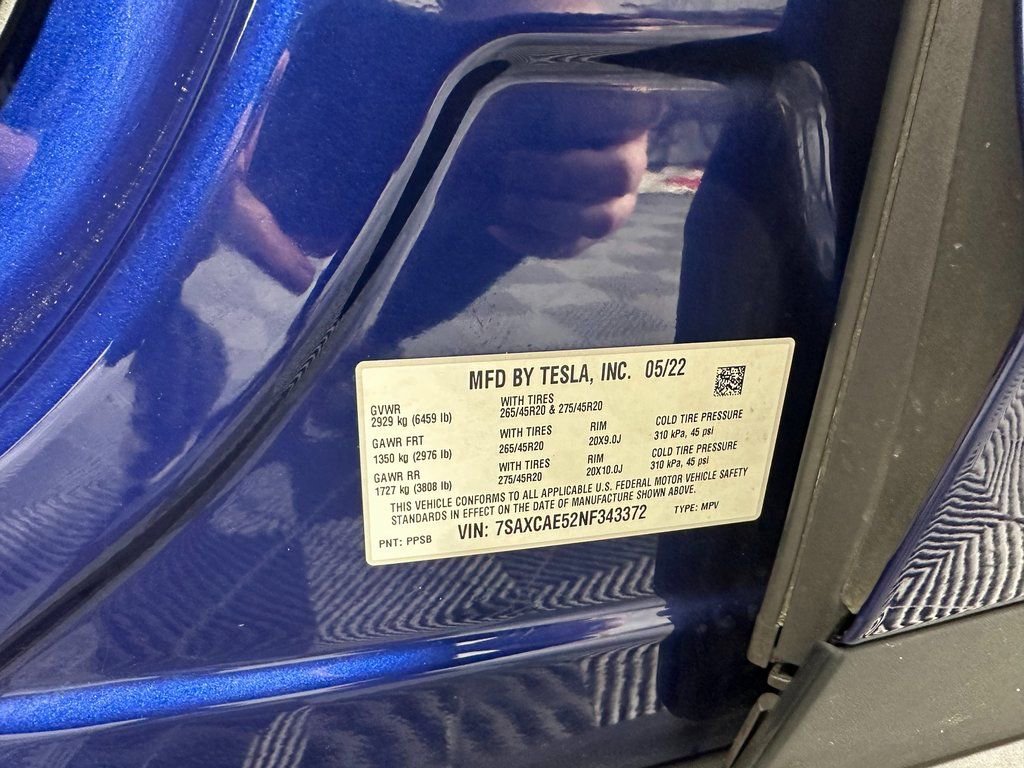 MFD BY TESLA, INC. 05/22
GVWR
2929 kg (6459 lb)
WITH TIRES
265/45R20 & 275/45R20
GAWR FRT
1350 kg (2976 lb)
WITH TIRES
265/45R20
RIM
20X9.0J
COLD TIRE PRESSURE
310 kPa, 45 psi
GAWR RR
1727 kg (3808 lb)
WITH TIRES
275/45R20
RIM
20X10.0J
COLD TIRE PRESSURE
310 kPa, 45 psi
THIS VEHICLE CONFORMS TO ALL APPLICABLE U.S. FEDERAL MOTOR VEHICLE SAFETY
STANDARDS IN EFFECT ON THE DATE OF MANUFACTURE SHOWN ABOVE.
PNT: PPSB VIN: 7SAXCAE52NF343372 TYPE: MPV